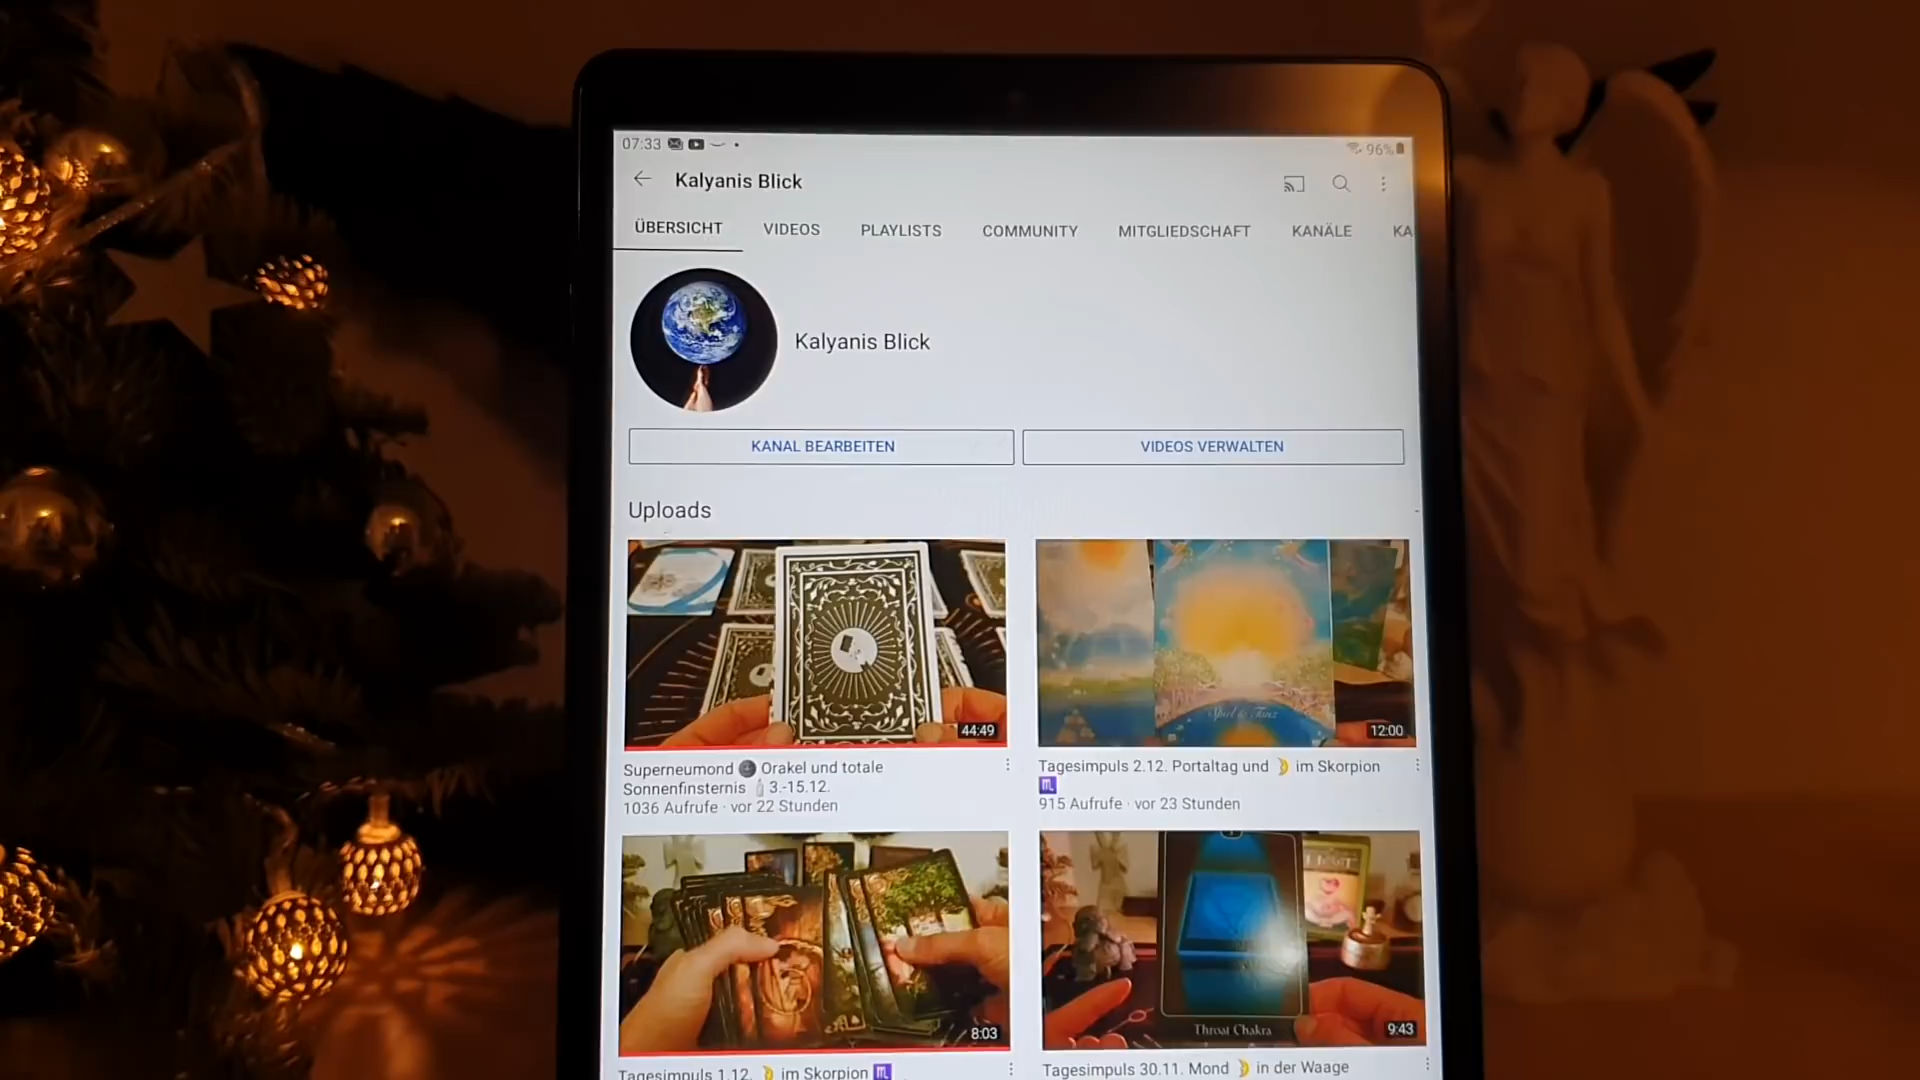 07:33
96%
Kalyanis Blick
ÜBERSICHT VIDEOS PLAYLISTS COMMUNITY MITGLIEDSCHAFT KANÄLE KA
Kalyanis Blick
KANAL BEARBEITEN VIDEOS VERWALTEN
Uploads
44:49
Spiel & Tanz
12:00
Superneumond 🌑 Orakel und totale
Sonnenfinsternis 🕯 3.-15.12.
1036 Aufrufe · vor 22 Stunden
Tagesimpuls 2.12. Portaltag und 🌛 im Skorpion
♏
915 Aufrufe · vor 23 Stunden
8:03
Throat Chakra
9:43
Tagesimpuls 1.12. 🌛 im Skorpion ♏
Tagesimpuls 30.11. Mond 🌛 in der Waage